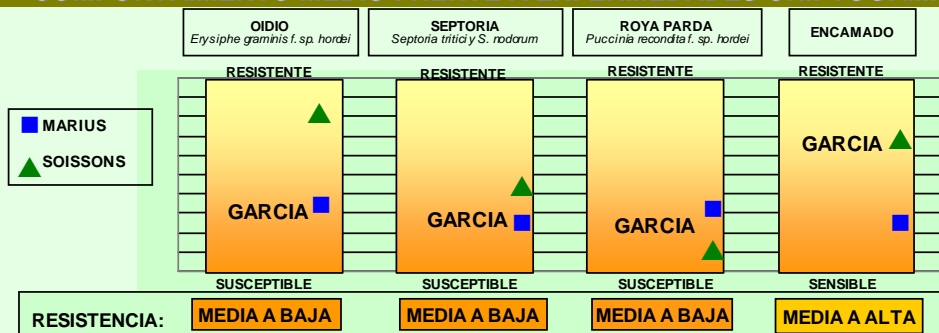 OIDIO
Erysiphe graminis f. sp. hordei
SEPTORIA
Septoria tritici y S. nodorum
ROYA PARDA
Puccinia recondita f. sp. hordei
ENCAMADO
RESISTENTE
RESISTENTE
RESISTENTE
RESISTENTE
MARIUS
SOISSONS
GARCIA
GARCIA
GARCIA
GARCIA
SUSCEPTIBLE
SUSCEPTIBLE
SUSCEPTIBLE
SENSIBLE
RESISTENCIA:
MEDIA A BAJA
MEDIA A BAJA
MEDIA A BAJA
MEDIA A ALTA